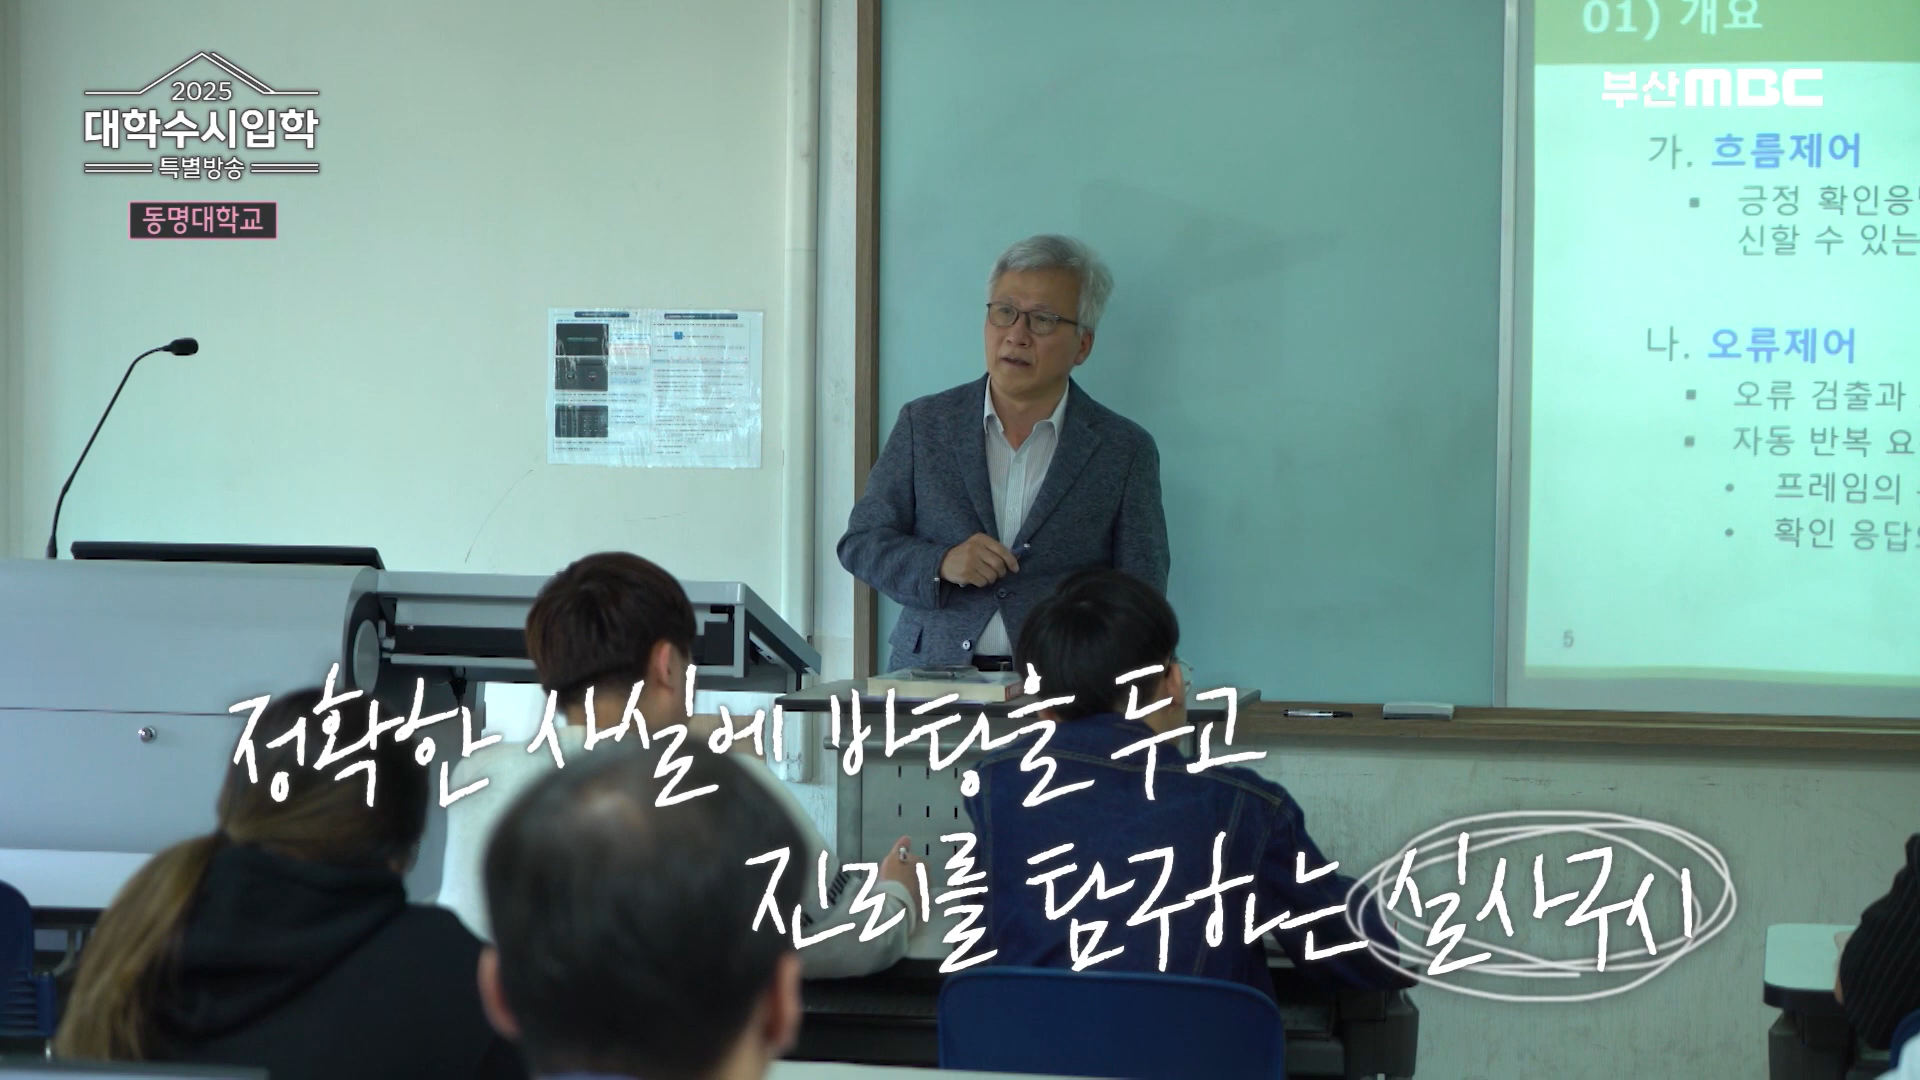 2025
대학수시입학
특별방송
동명대학교
부산MBC
01) 개요
가. 흐름제어
▪ 긍정 확인응
신할 수 있는
나. 오류제어
▪ 오류 검출과
▪ 자동 반복 요
• 프레임의
• 확인 응답
5
정확한 사실에 바탕을 두고
진리를 탐구하는 실사구시